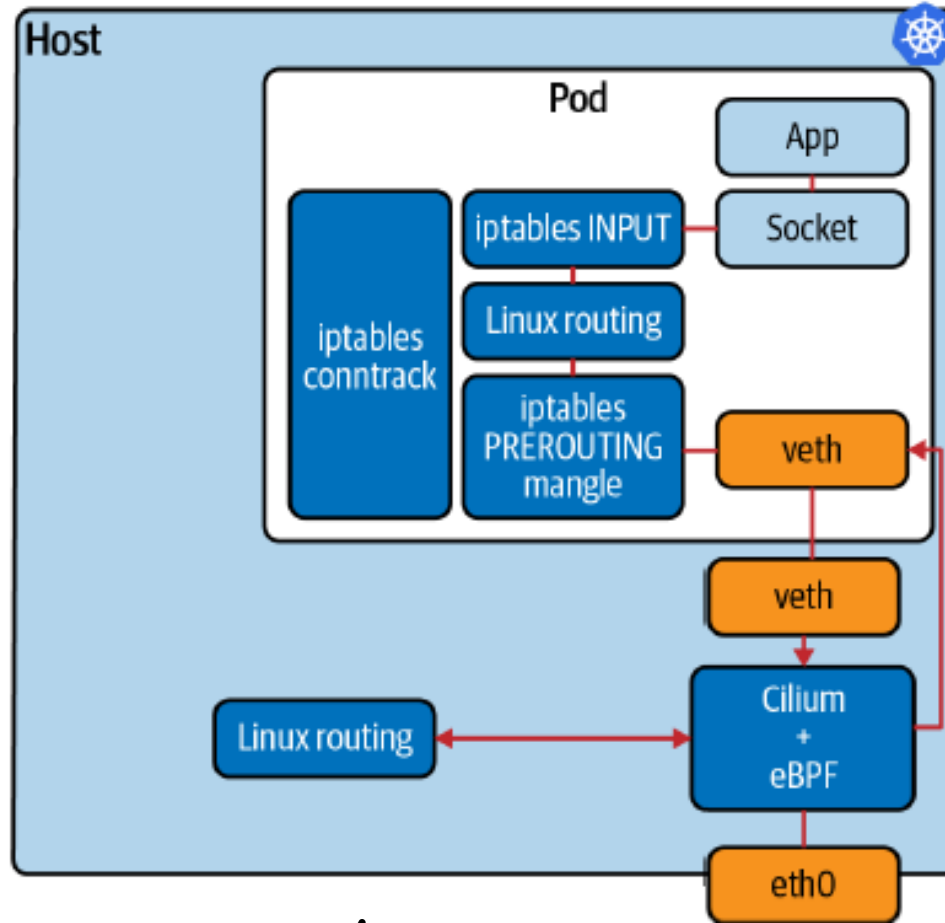 Host
Pod
App
iptables INPUT
Socket
iptables
conntrack
Linux routing
iptables
PREROUTING
mangle
veth
veth
Linux routing
Cilium
+
eBPF
eth0